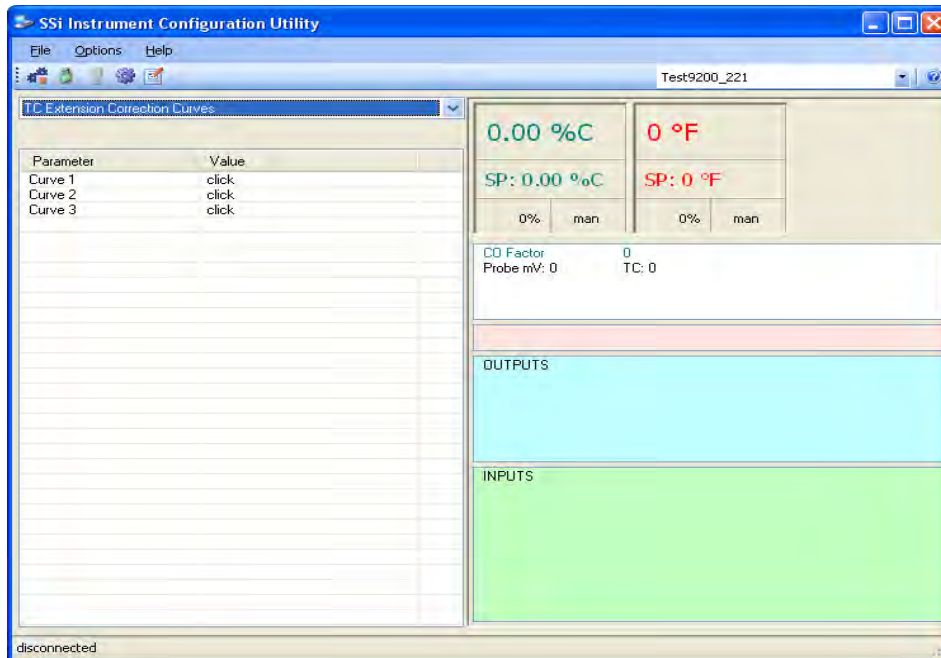 SSi Instrument Configuration Utility
File Options Help
Test9200_221
TC Extension Correction Curves
Parameter Value
Curve 1 click
Curve 2 click
Curve 3 click
0.00 %C
SP: 0.00 %C
0% man
0 °F
SP: 0 °F
0% man
CO Factor 0
Probe mV: 0 TC: 0
OUTPUTS
INPUTS
disconnected